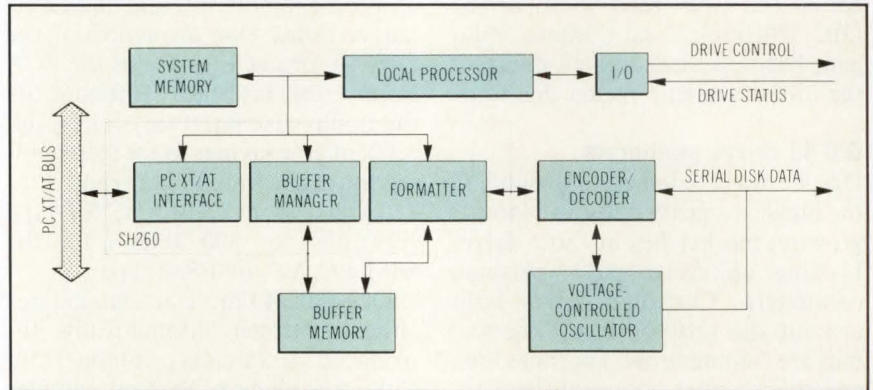 SYSTEM
MEMORY
LOCAL PROCESSOR
I/O
DRIVE CONTROL
DRIVE STATUS
PC XT/AT BUS
PC XT/AT
INTERFACE
BUFFER
MANAGER
FORMATTER
ENCODER/
DECODER
SERIAL DISK DATA
SH260
BUFFER
MEMORY
VOLTAGE-
CONTROLLED
OSCILLATOR